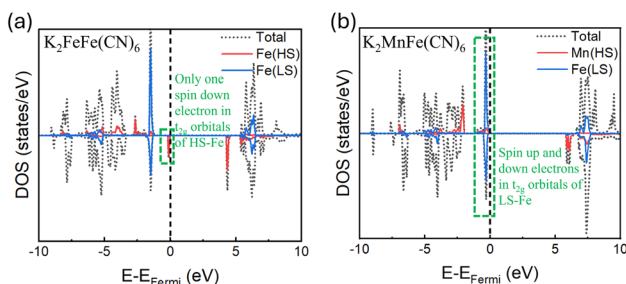 (a)
K₂FeFe(CN)₆
Total
Fe(HS)
Fe(LS)
Only one
spin down
electron in
t₂g orbitals
of HS-Fe
DOS (states/eV)
-10 -5 0 5 10
E-E_Fermi (eV)
(b)
K₂MnFe(CN)₆
Total
Mn(HS)
Fe(LS)
Spin up and
down electrons
in t₂g orbitals of
LS-Fe
DOS (states/eV)
-10 -5 0 5 10
E-E_Fermi (eV)